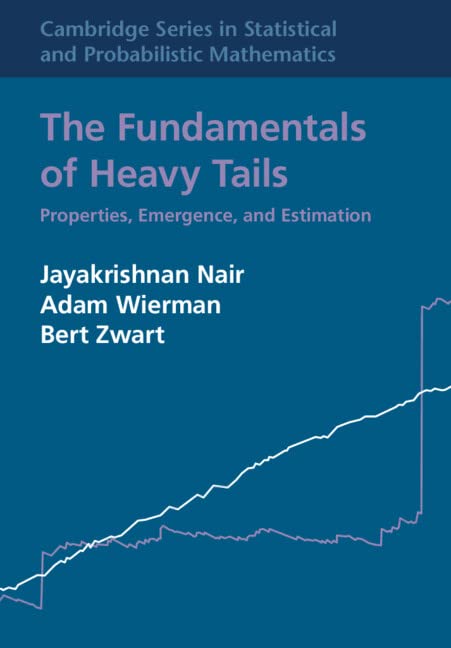 Cambridge Series in Statistical
and Probabilistic Mathematics
The Fundamentals
of Heavy Tails
Properties, Emergence, and Estimation
Jayakrishnan Nair
Adam Wierman
Bert Zwart